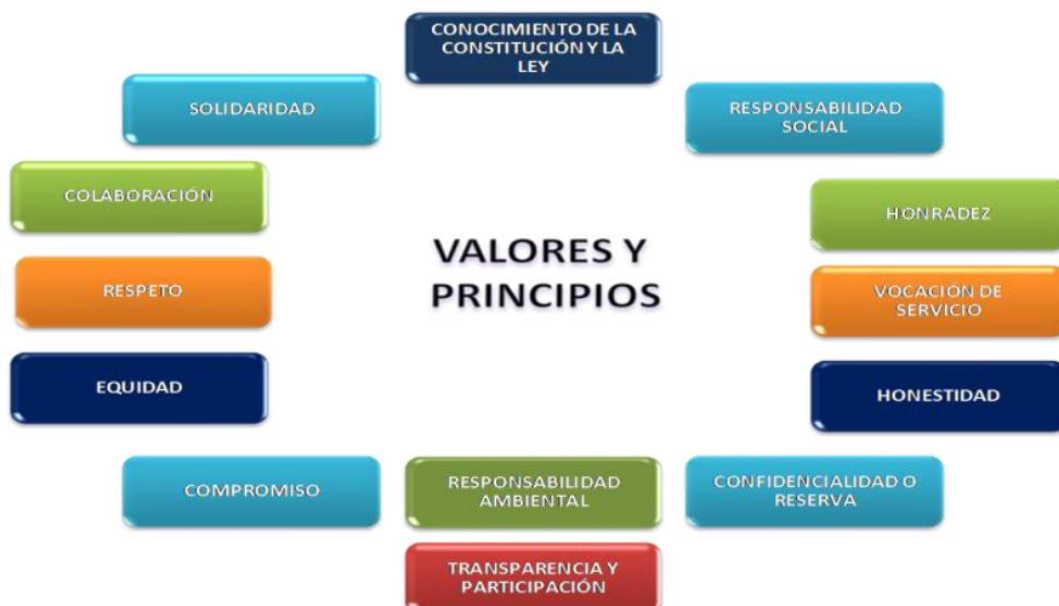 CONOCIMIENTO DE LA
CONSTITUCIÓN Y LA
LEY
SOLIDARIDAD
RESPONSABILIDAD
SOCIAL
COLABORACIÓN
HONRADEZ
VALORES Y
PRINCIPIOS
RESPETO
VOCACIÓN DE
SERVICIO
EQUIDAD
HONESTIDAD
COMPROMISO
RESPONSABILIDAD
AMBIENTAL
CONFIDENCIALIDAD O
RESERVA
TRANSPARENCIA Y
PARTICIPACIÓN